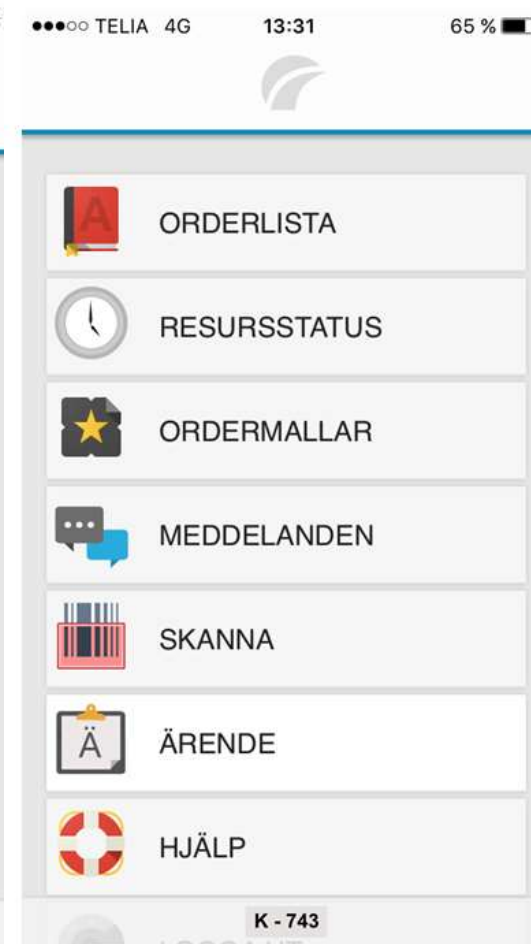 TELIA 4G 13:31 65 %
A ORDERLISTA
RESURSSTATUS
ORDERMALLAR
MEDDELANDEN
SKANNA
Ä ÄRENDE
HJÄLP
K - 743